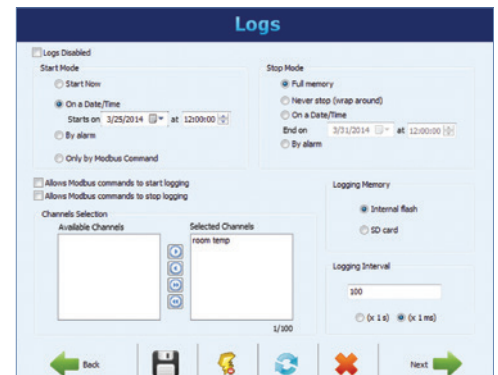 Logs
Logs Disabled
Start Mode
Start Now
On a Date/Time
Starts on 3/25/2014 at 12:00:00
By alarm
Only by Modbus Command
Stop Mode
Full memory
Never stop (wrap around)
On a Date/Time
End on 3/31/2014 at 12:00:00
By alarm
Allows Modbus commands to start logging
Allows Modbus commands to stop logging
Channels Selection
Available Channels
Selected Channels
room temp
1/100
Logging Memory
Internal flash
SD card
Logging Interval
100
(x 1 s) (x 1 ms)
Back
Next